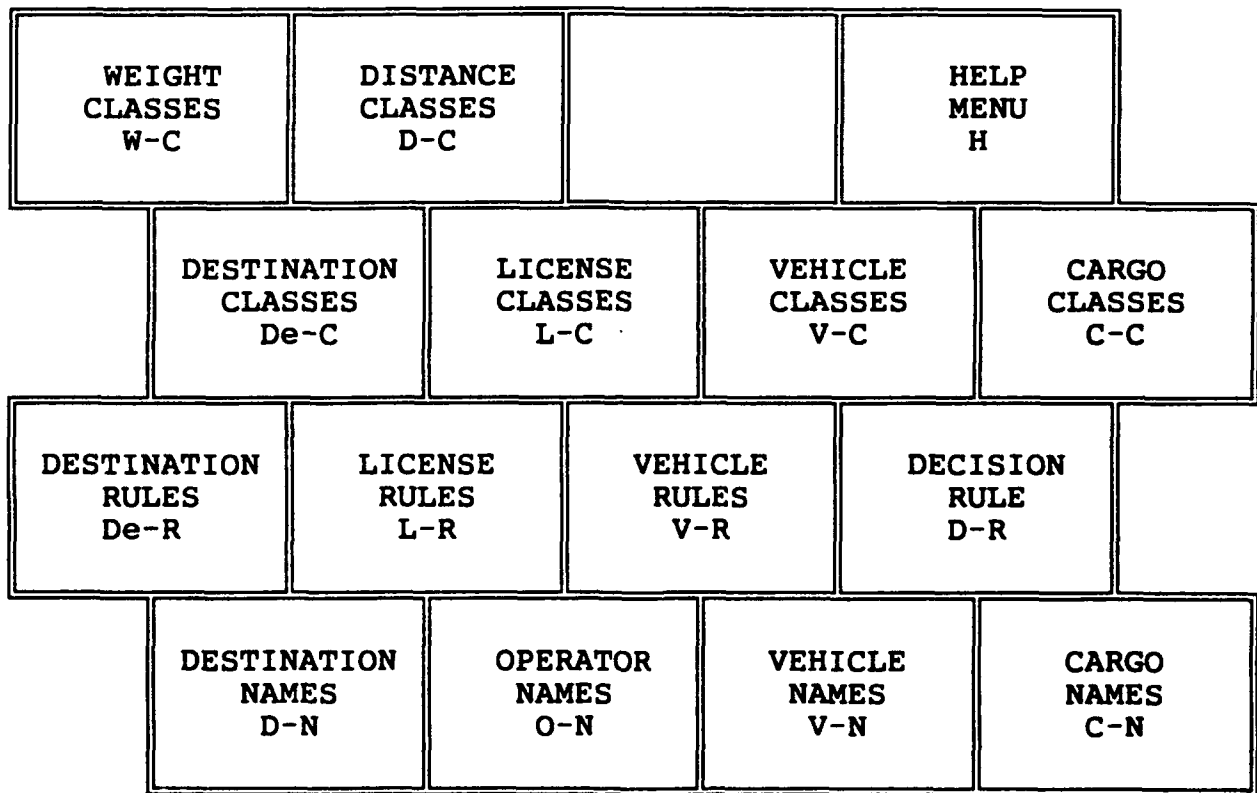 WEIGHT
CLASSES
W-C
DISTANCE
CLASSES
D-C
HELP
MENU
H
DESTINATION
CLASSES
De-C
LICENSE
CLASSES
L-C
VEHICLE
CLASSES
V-C
CARGO
CLASSES
C-C
DESTINATION
RULES
De-R
LICENSE
RULES
L-R
VEHICLE
RULES
V-R
DECISION
RULE
D-R
DESTINATION
NAMES
D-N
OPERATOR
NAMES
O-N
VEHICLE
NAMES
V-N
CARGO
NAMES
C-N